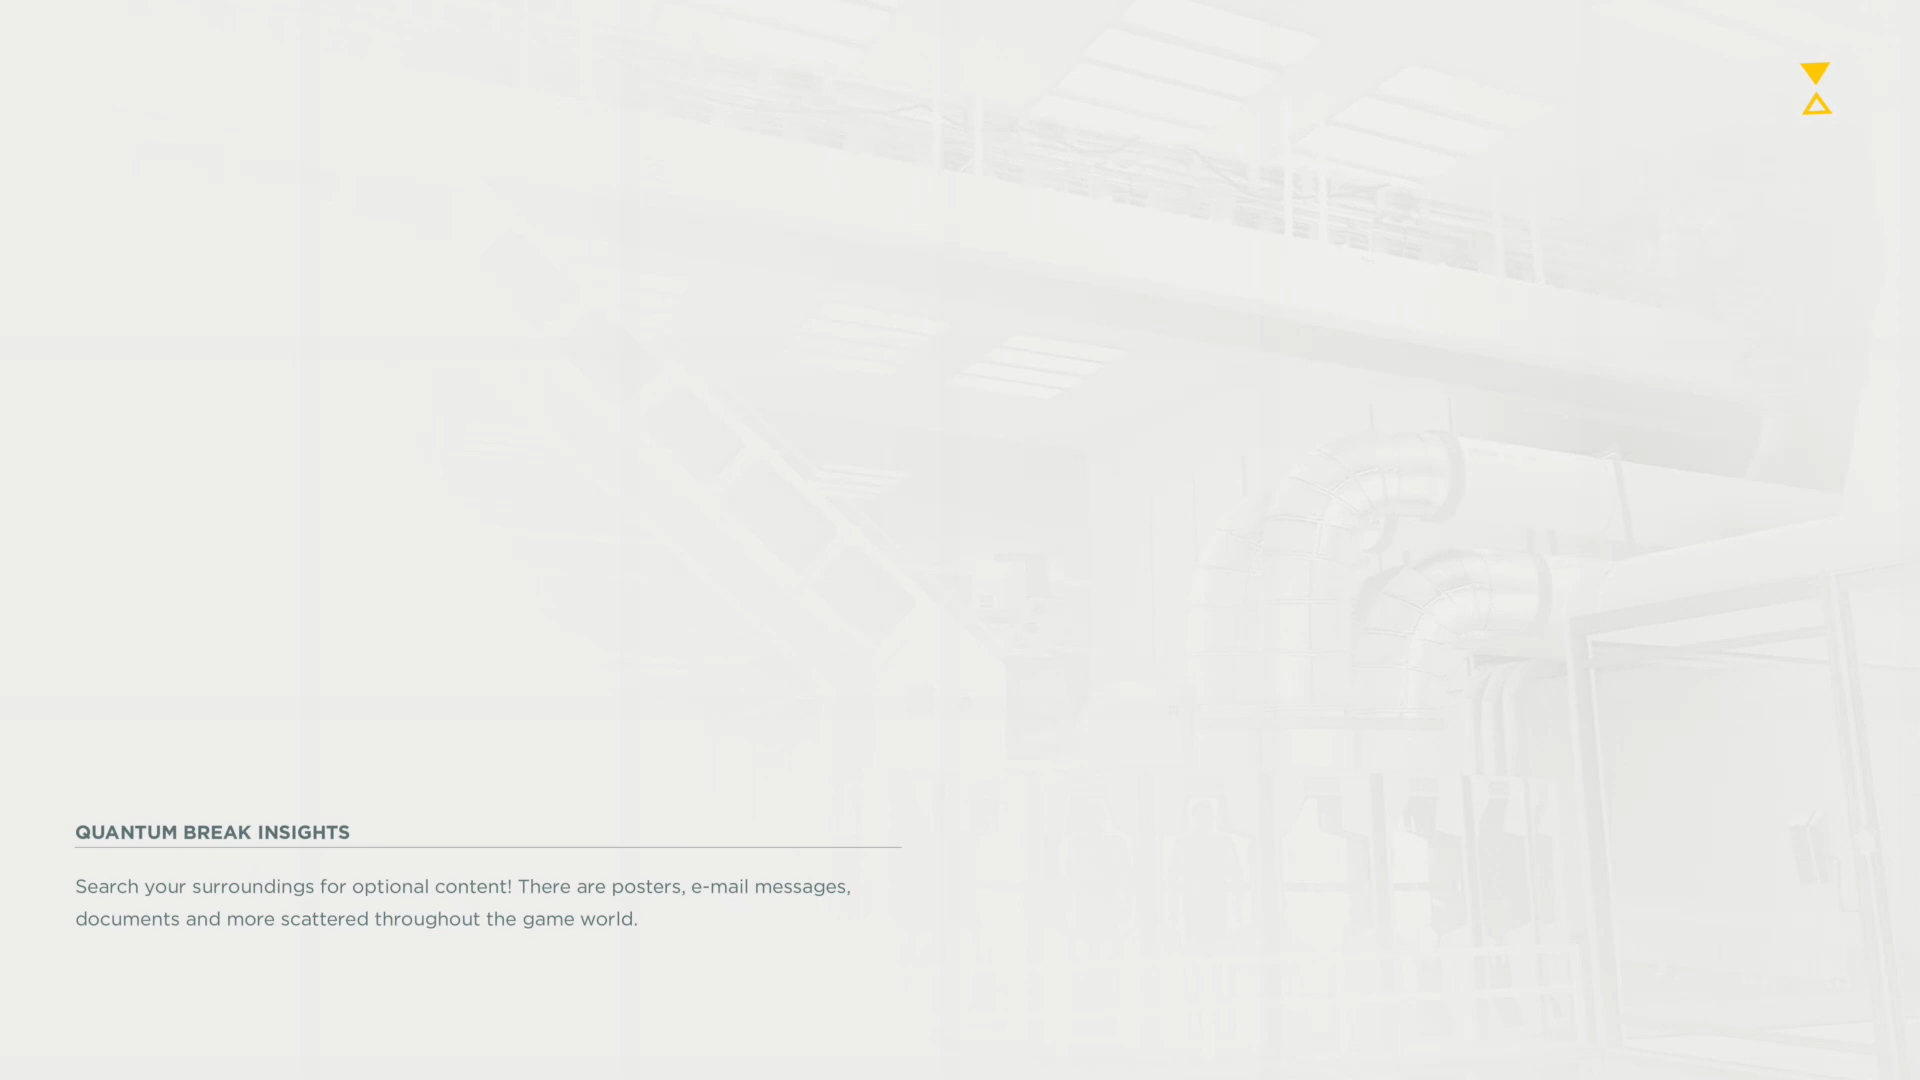 QUANTUM BREAK INSIGHTS
Search your surroundings for optional content! There are posters, e-mail messages,
documents and more scattered throughout the game world.